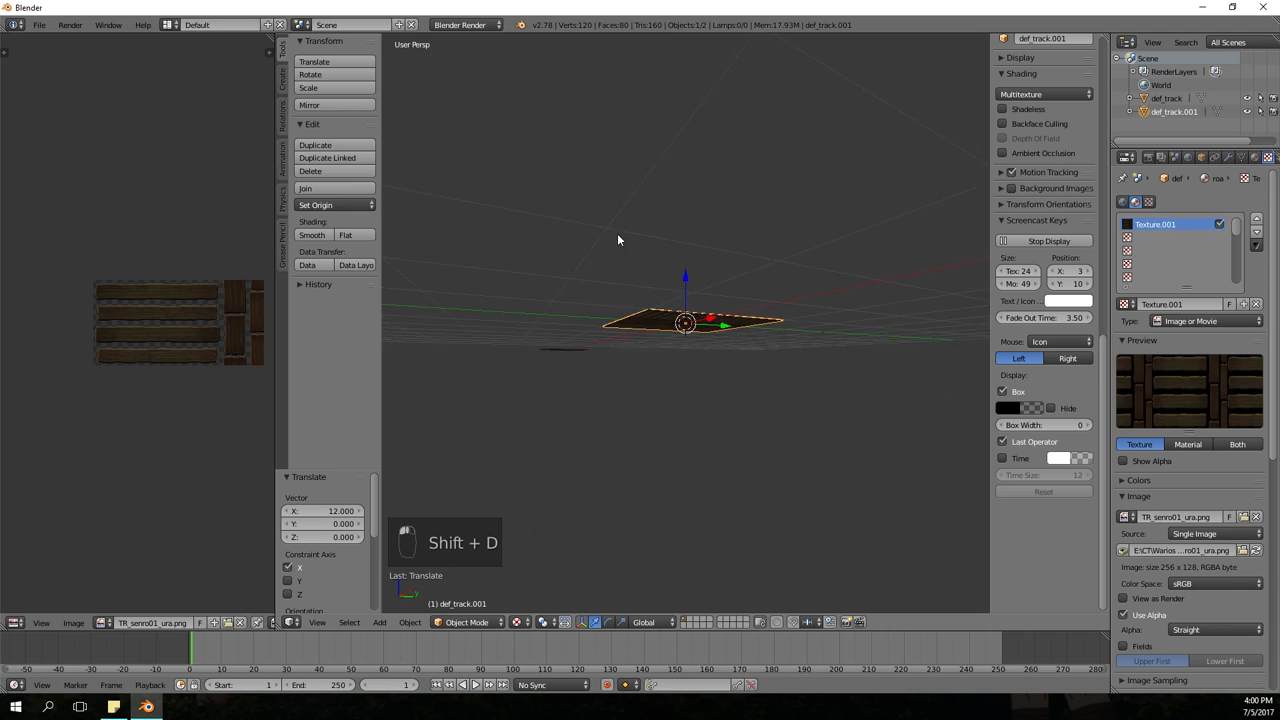 Blender
File Render Window Help Default Scene Blender Render v2.78 | Verts:120 | Faces:80 | Tris:160 | Objects:1/2 | Lamps:0/0 | Mem:17.93M | def_track.001
Tools
Create
Relations
Animation
Physics
Grease Pencil
Transform
Translate
Rotate
Scale
Mirror
Edit
Duplicate
Duplicate Linked
Delete
Join
Set Origin
Shading:
Smooth Flat
Data Transfer:
Data Data Layo
History
Translate
Vector
X: 12.000
Y: 0.000
Z: 0.000
Constraint Axis
X
Y
Z
Orientation
User Persp
Shift + D
Last: Translate
(1) def_track.001
def_track.001
Display
Shading
Multitexture
Shadeless
Backface Culling
Depth Of Field
Ambient Occlusion
Motion Tracking
Background Images
Transform Orientations
Screencast Keys
Stop Display
Size: Position:
Tex: 24 X: 3
Mo: 49 Y: 10
Text / Icon ...
Fade Out Time: 3.50
Mouse: Icon
Left Right
Display:
Box
Hide
Box Width: 0
Last Operator
Time
Time Size: 12
Reset
View Search All Scenes
Scene
RenderLayers
World
def_track
def_track.001
def roa Te
Texture.001
Texture.001 F
Type: Image or Movie
Preview
Texture Material Both
Show Alpha
Colors
Image
TR_senro01_ura.png F
Source: Single Image
E:\CT\Warios ...ro01_ura.png
Image: size 256 x 128, RGBA byte
Color Space: sRGB
View as Render
Use Alpha
Alpha: Straight
Fields
Upper First Lower First
Image Sampling
View Image TR_senro01_ura.png F
View Select Add Object Object Mode Global
-50 -40 -30 -20 -10 0 10 20 30 40 50 60 70 80 90 100 110 120 130 140 150 160 170 180 190 200 210 220 230 240 250 260 270 280
View Marker Frame Playback Start: 1 End: 250 1 No Sync
4:00 PM
7/5/2017